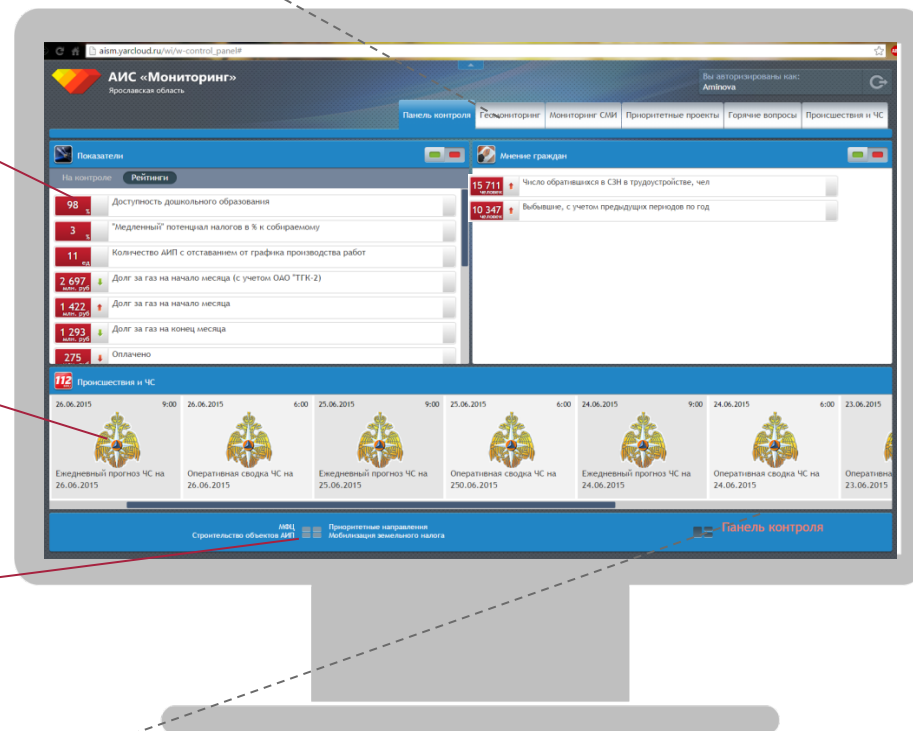 aism.yarcloud.ru/wi/w-control_panel#
АИС «Мониторинг»
Ярославская область
Вы авторизированы как:
Aminova
Панель контроля
Геомониторинг
Мониторинг СМИ
Приоритетные проекты
Горячие вопросы
Происшествия и ЧС
Показатели
На контроле
Рейтинги
98 % Доступность дошкольного образования
3 % "Медленный" потенциал налогов в % к собираемому
11 ед Количество АИП с отставанием от графика производства работ
2 697 млн. руб Долг за газ на начало месяца (с учетом ОАО "ТГК-2)
1 422 млн. руб Долг за газ на начало месяца
1 293 млн. руб Долг за газ на конец месяца
275 Оплачено
Мнение граждан
15 711 человек Число обратившихся в СЗН в трудоустройстве, чел
10 347 человек Выбывшие, с учетом предыдущих периодов по год
112 Происшествия и ЧС
26.06.2015 9:00
Ежедневный прогноз ЧС на
26.06.2015
26.06.2015 6:00
Оперативная сводка ЧС на
26.06.2015
25.06.2015 9:00
Ежедневный прогноз ЧС на
25.06.2015
25.06.2015 6:00
Оперативная сводка ЧС на
250.06.2015
24.06.2015 9:00
Ежедневный прогноз ЧС на
24.06.2015
24.06.2015 6:00
Оперативная сводка ЧС на
24.06.2015
23.06.2015
Оперативна
23.06.2015
МФЦ
Строительство объектов АИП
Приоритетные направления
Мобилизация земельного налога
Панель контроля